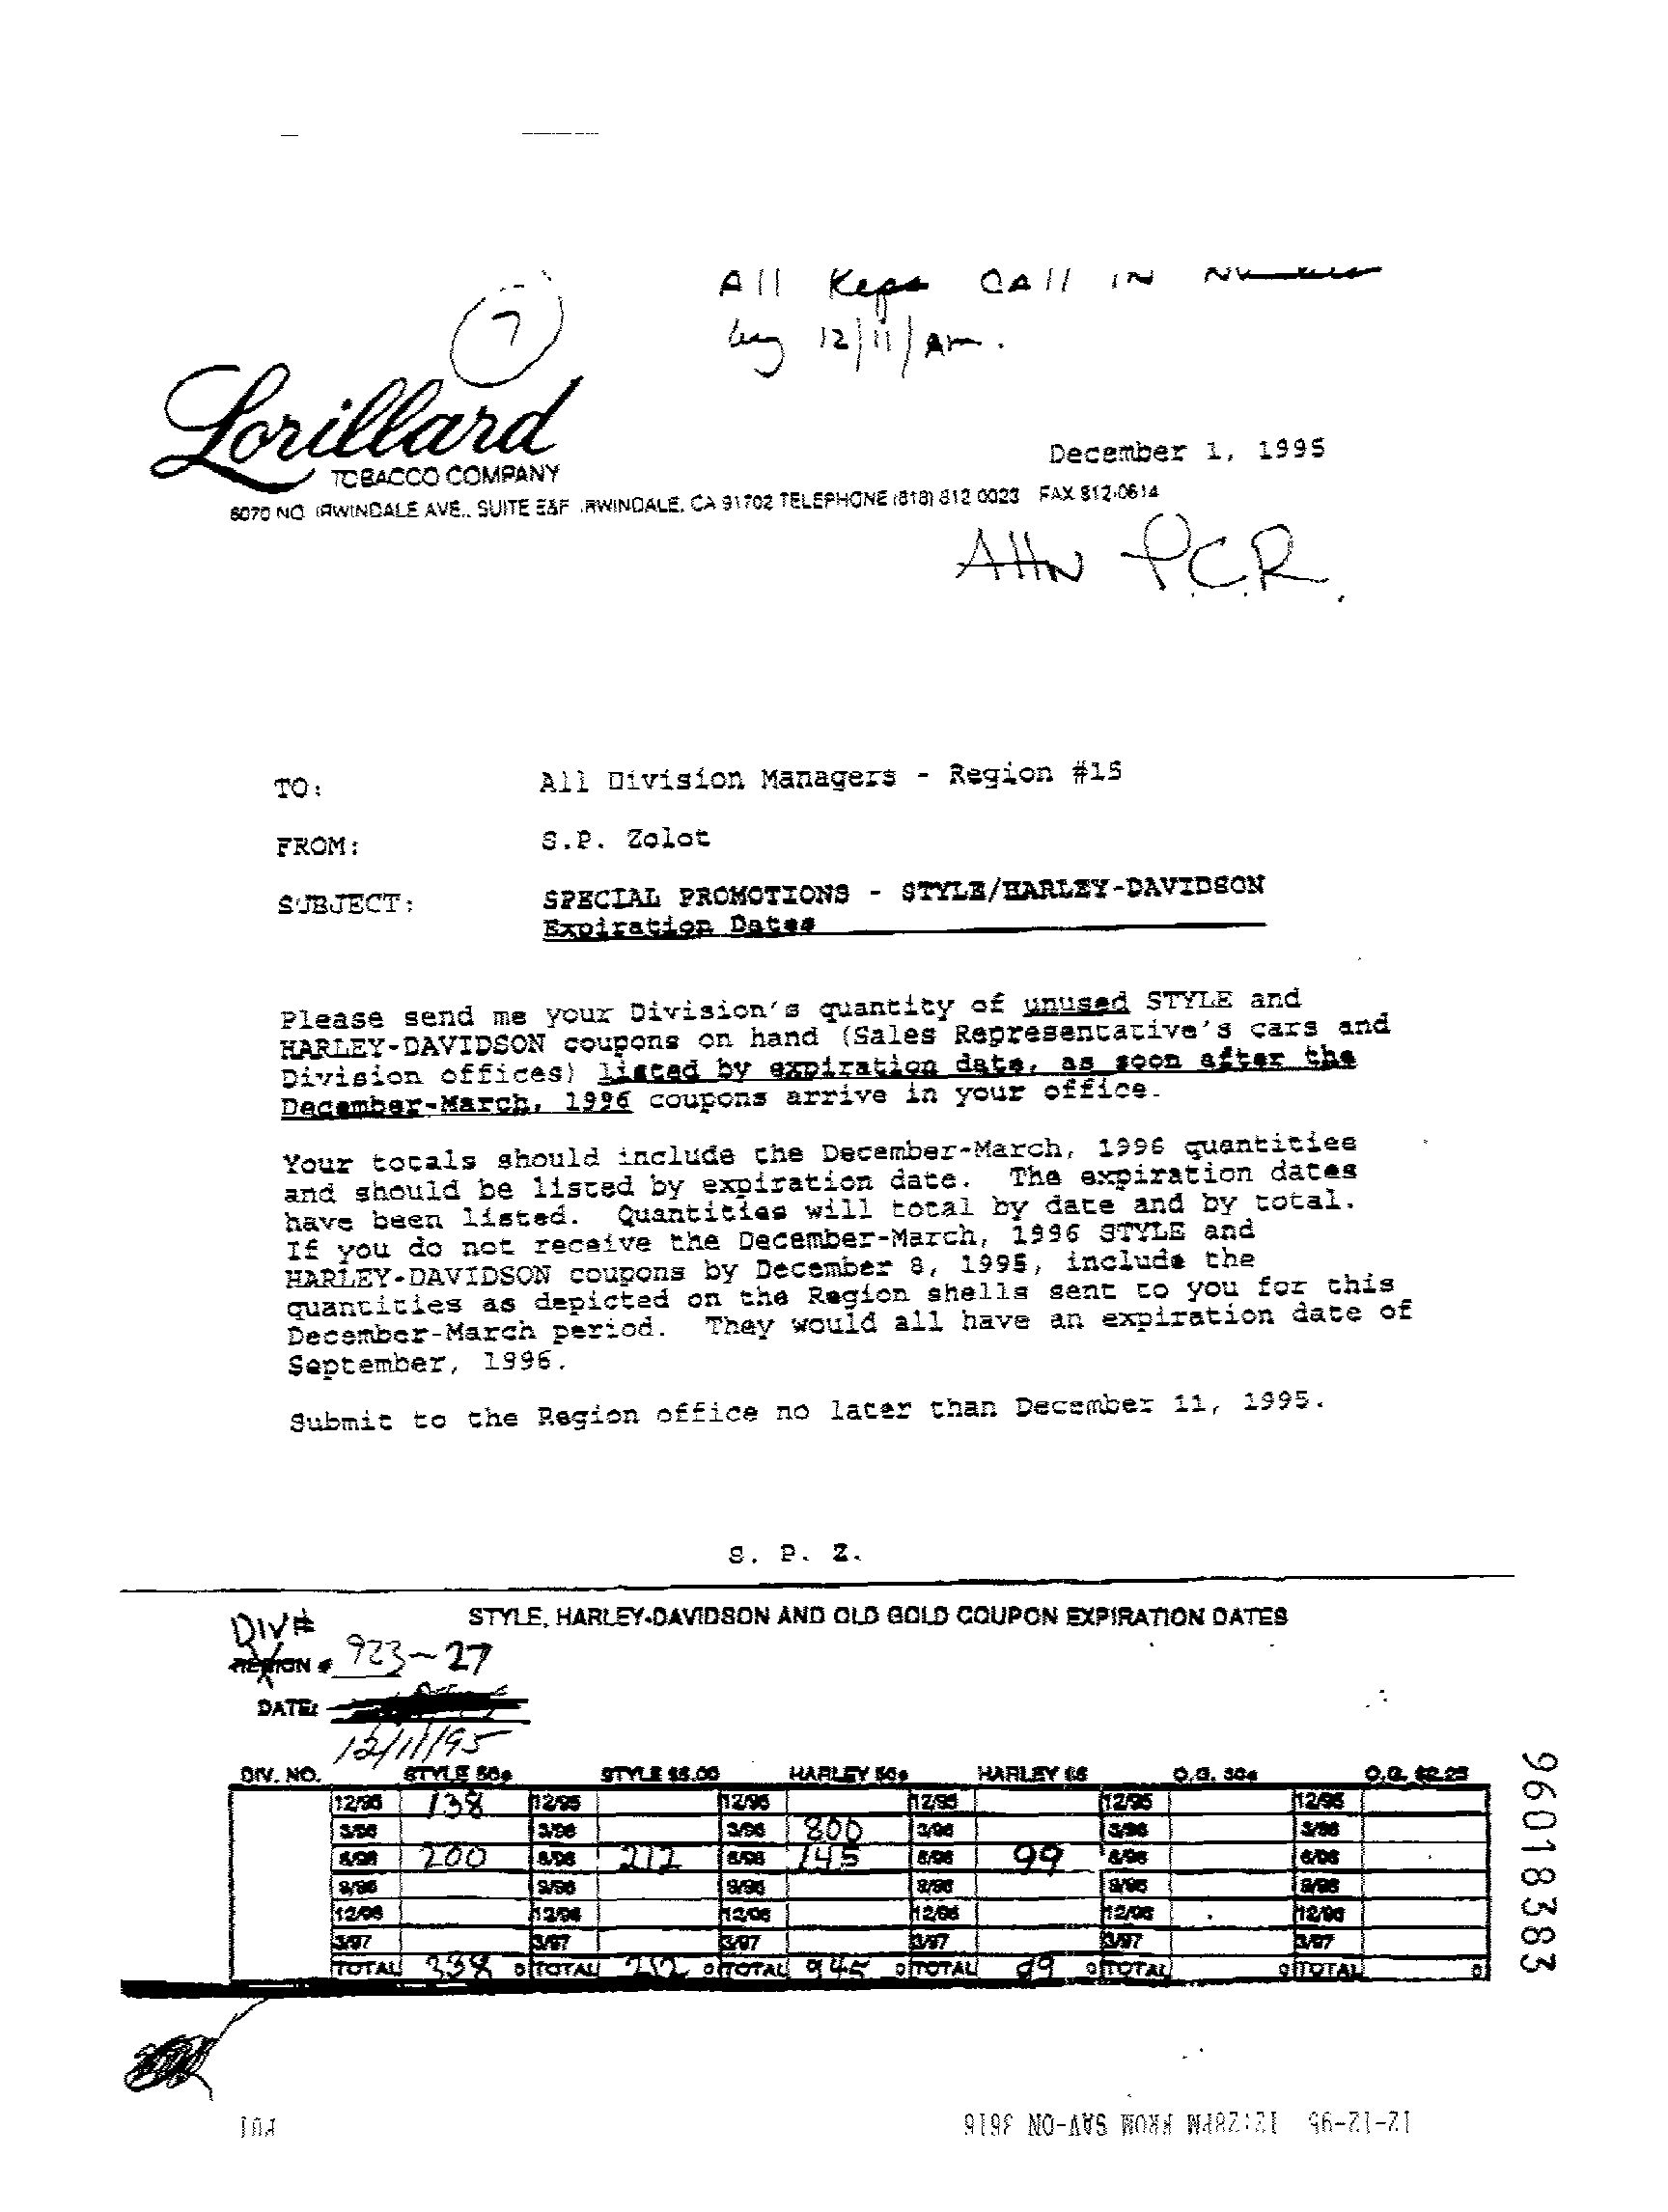 All Reps CALL IN
by 12/11/Am.
7
Lorillard
TOBACCO COMPANY
December 1, 1995
6070 NO. IRWINDALE AVE., SUITE E&F IRWINDALE, CA 91702 TELEPHONE (818) 812 0023 FAX 812-0614
Attn P.C.R.
TO: All Division Managers - Region #15
FROM: S.P. Zolot
SUBJECT: SPECIAL PROMOTIONS - STYLE/HARLEY-DAVIDSON
Expiration Dates
Please send me your Division's quantity of unused STYLE and
HARLEY-DAVIDSON coupons on hand (Sales Representative's cars and
Division offices) listed by expiration date, as soon after the
December-March, 1996 coupons arrive in your office.
Your totals should include the December-March, 1996 quantities
and should be listed by expiration date. The expiration dates
have been listed. Quantities will total by date and by total.
If you do not receive the December-March, 1996 STYLE and
HARLEY-DAVIDSON coupons by December 8, 1995, include the
quantities as depicted on the Region shells sent to you for this
December-March period. They would all have an expiration date of
September, 1996.
Submit to the Region office no later than December 11, 1995.
S. P. Z.
STYLE, HARLEY-DAVIDSON AND OLD GOLD COUPON EXPIRATION DATES
DIV#
REGION # 923-27
DATE:
12/11/95
DIV. NO. STYLE 50¢ STYLE $5.00 HARLEY 50¢ HARLEY $5 O.G. 30¢ O.G. $2.25
12/95 138 12/95 12/95 12/95 12/95 12/95
3/96 3/96 3/96 800 3/96 3/96 3/96
6/96 200 6/96 212 6/96 145 6/96 99 6/96 6/96
9/96 9/96 9/96 9/96 9/96 9/96
12/96 12/96 12/96 12/96 12/96 12/96
3/97 3/97 3/97 3/97 3/97 3/97
TOTAL 338 0 TOTAL 212 0 TOTAL 945 0 TOTAL 99 0 TOTAL 0 TOTAL 0
96018383
12-12-95 12:28PM FROM SAV-ON 3616 P01